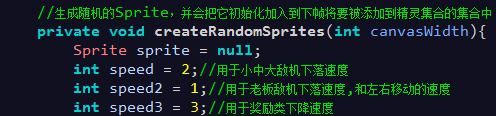 //生成随机的Sprite，并会把它初始化加入到下帧将要被添加到精灵集合的集合中
private void createRandomSprites(int canvasWidth){
Sprite sprite = null;
int speed = 2;//用于小中大敌机下落速度
int speed2 = 1;//用于老板敌机下落速度,和左右移动的速度
int speed3 = 3;//用于奖励类下降速度